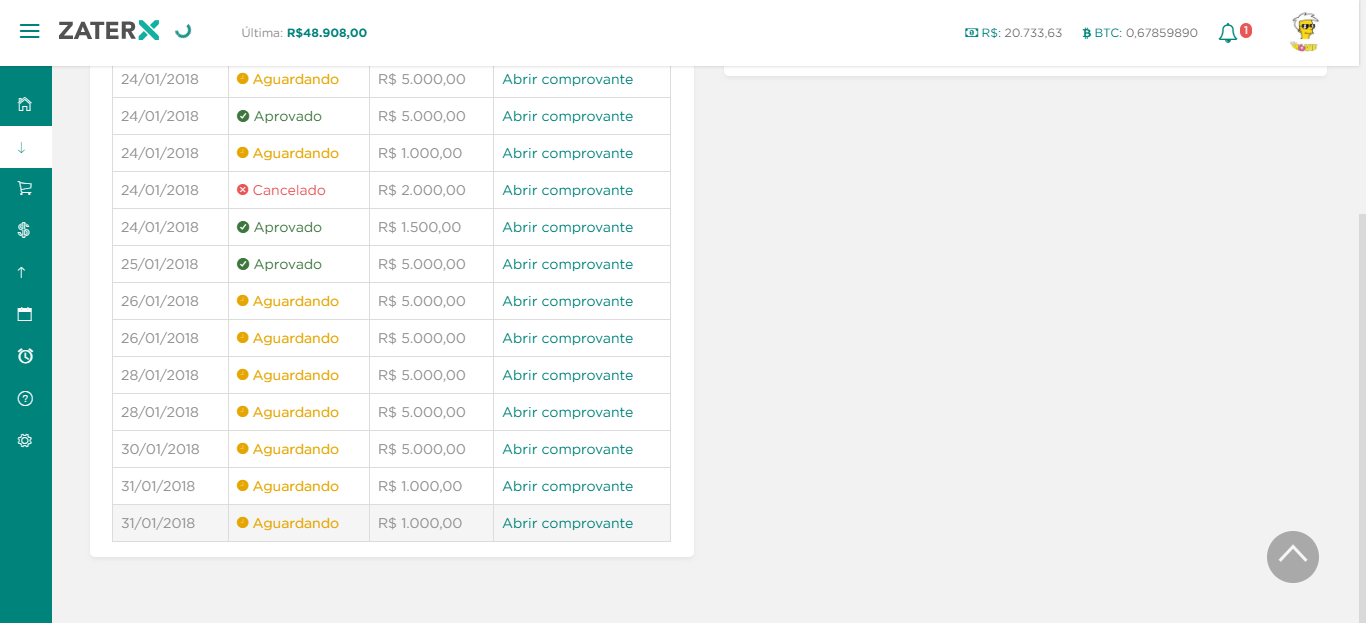 ZATERX Última: R$48.908,00 R$: 20.733,63 BTC: 0,67859890 1
24/01/2018 Aguardando R$ 5.000,00 Abrir comprovante
24/01/2018 Aprovado R$ 5.000,00 Abrir comprovante
24/01/2018 Aguardando R$ 1.000,00 Abrir comprovante
24/01/2018 Cancelado R$ 2.000,00 Abrir comprovante
24/01/2018 Aprovado R$ 1.500,00 Abrir comprovante
25/01/2018 Aprovado R$ 5.000,00 Abrir comprovante
26/01/2018 Aguardando R$ 5.000,00 Abrir comprovante
26/01/2018 Aguardando R$ 5.000,00 Abrir comprovante
28/01/2018 Aguardando R$ 5.000,00 Abrir comprovante
28/01/2018 Aguardando R$ 5.000,00 Abrir comprovante
30/01/2018 Aguardando R$ 5.000,00 Abrir comprovante
31/01/2018 Aguardando R$ 1.000,00 Abrir comprovante
31/01/2018 Aguardando R$ 1.000,00 Abrir comprovante